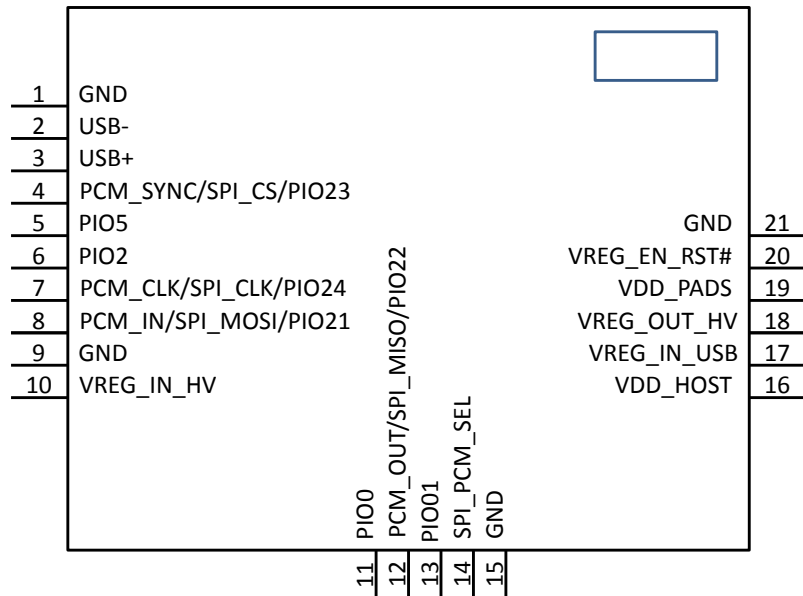 1 GND
2 USB-
3 USB+
4 PCM_SYNC/SPI_CS/PIO23
5 PIO5
6 PIO2
7 PCM_CLK/SPI_CLK/PIO24
8 PCM_IN/SPI_MOSI/PIO21
9 GND
10 VREG_IN_HV
11 PIO0
12 PCM_OUT/SPI_MISO/PIO22
13 PIO01
14 SPI_PCM_SEL
15 GND
GND 21
VREG_EN_RST# 20
VDD_PADS 19
VREG_OUT_HV 18
VREG_IN_USB 17
VDD_HOST 16